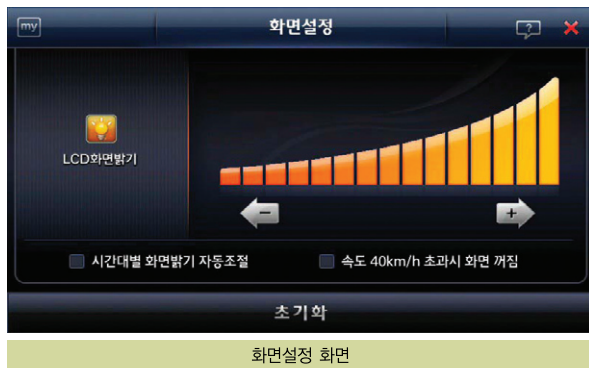 my 화면설정 ?
LCD화면밝기
- +
시간대별 화면밝기 자동조절 속도 40km/h 초과시 화면 꺼짐
초기화
화면설정 화면